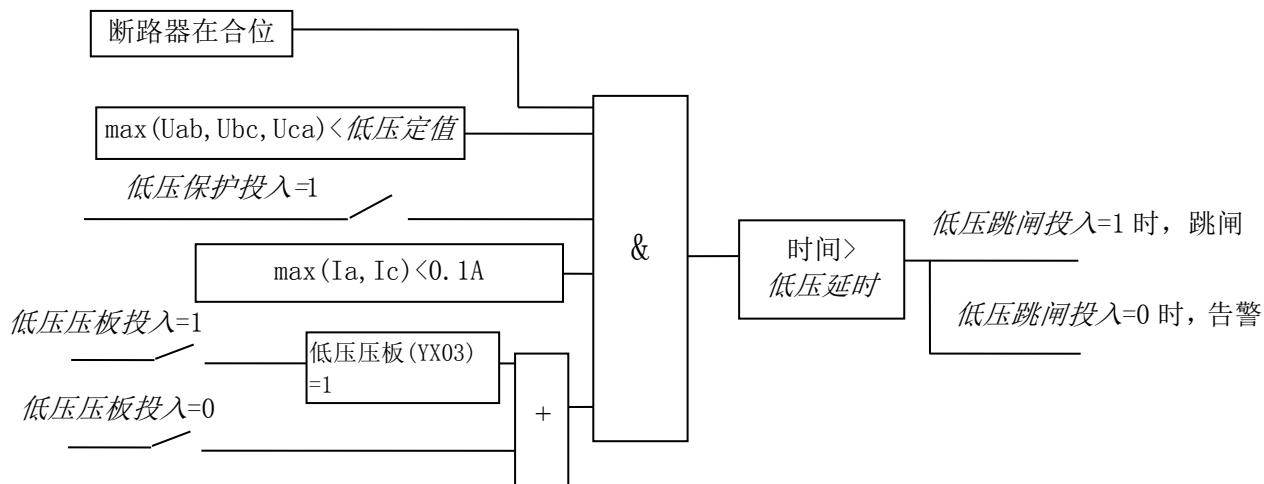 断路器在合位
max(Uab,Ubc,Uca)<低压定值
低压保护投入=1
max(Ia,Ic)<0.1A
&
时间>
低压延时
低压跳闸投入=1时，跳闸
低压跳闸投入=0时，告警
低压压板投入=1
低压压板(YX03)
=1
低压压板投入=0
+